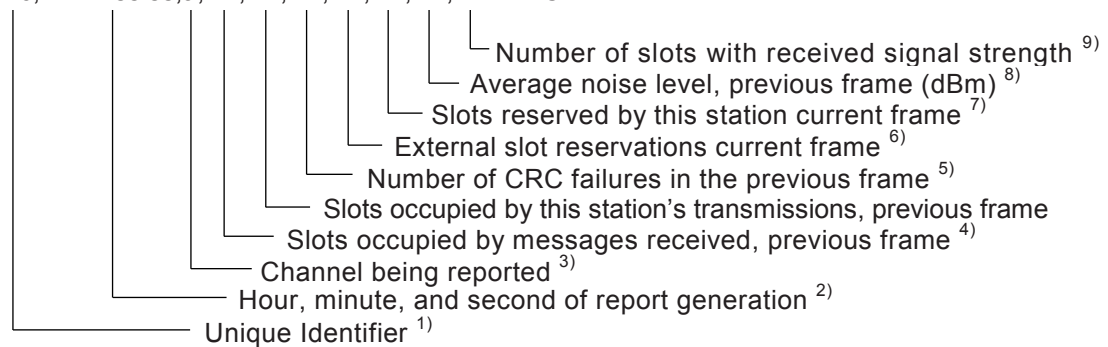 Number of slots with received signal strength 9)
Average noise level, previous frame (dBm) 8)
Slots reserved by this station current frame 7)
External slot reservations current frame 6)
Number of CRC failures in the previous frame 5)
Slots occupied by this station's transmissions, previous frame
Slots occupied by messages received, previous frame 4)
Channel being reported 3)
Hour, minute, and second of report generation 2)
Unique Identifier 1)